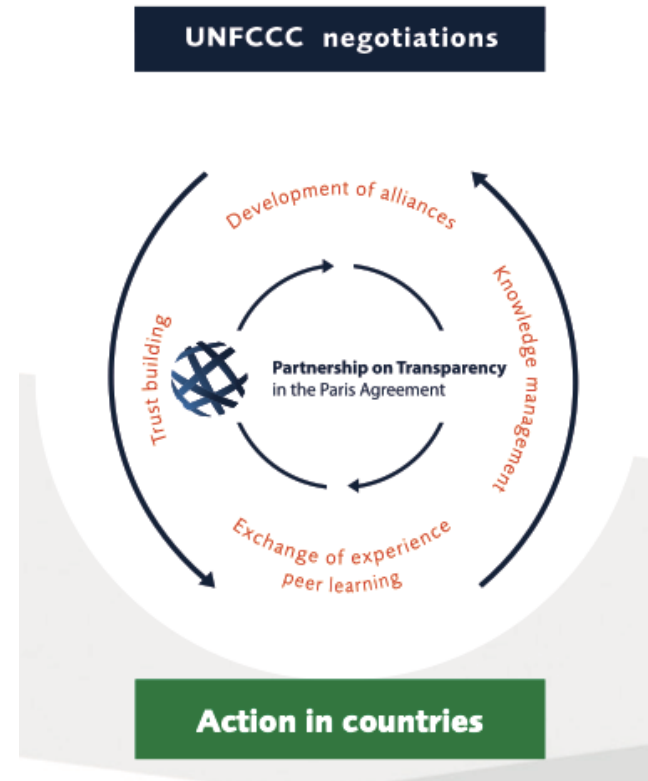 UNFCCC negotiations
Development of alliances
Trust building
Knowledge management
Partnership on Transparency
in the Paris Agreement
Exchange of experience
peer learning
Action in countries